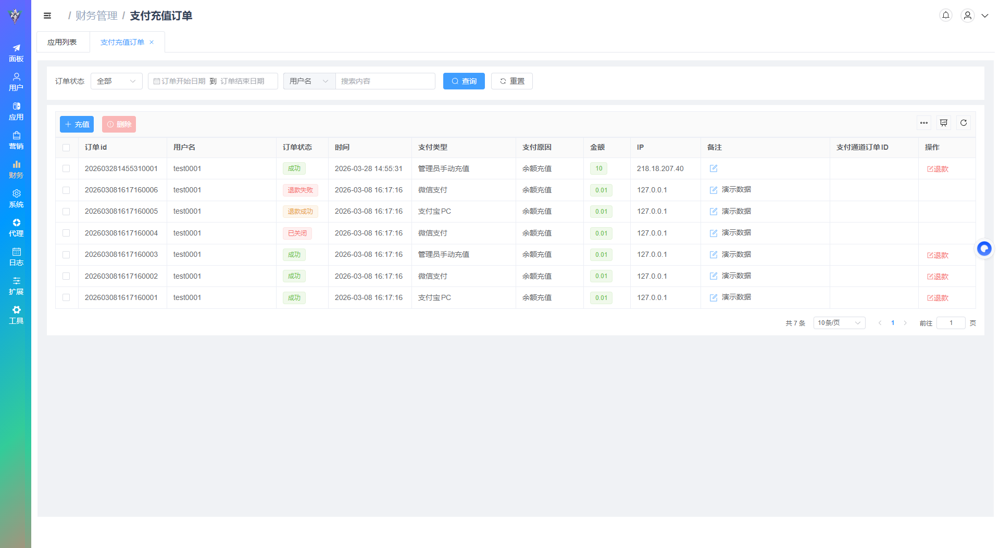 / 财务管理 / 支付充值订单
应用列表 支付充值订单
面板
用户
应用
营销
财务
系统
代理
日志
扩展
工具
订单状态 全部 订单开始日期 到 订单结束日期 用户名 搜索内容 查询 重置
充值 删除
订单id 用户名 订单状态 时间 支付类型 支付原因 金额 IP 备注 支付通道订单ID 操作
202603281455310001 test0001 成功 2026-03-28 14:55:31 管理员手动充值 余额充值 10 218.18.207.40 退款
202603081617160006 test0001 退款失败 2026-03-08 16:17:16 微信支付 余额充值 0.01 127.0.0.1 演示数据
202603081617160005 test0001 退款成功 2026-03-08 16:17:16 支付宝PC 余额充值 0.01 127.0.0.1 演示数据
202603081617160004 test0001 已关闭 2026-03-08 16:17:16 微信支付 余额充值 0.01 127.0.0.1 演示数据
202603081617160003 test0001 成功 2026-03-08 16:17:16 管理员手动充值 余额充值 0.01 127.0.0.1 演示数据 退款
202603081617160002 test0001 成功 2026-03-08 16:17:16 微信支付 余额充值 0.01 127.0.0.1 演示数据 退款
202603081617160001 test0001 成功 2026-03-08 16:17:16 支付宝PC 余额充值 0.01 127.0.0.1 演示数据 退款
共 7 条 10条/页 1 前往 1 页